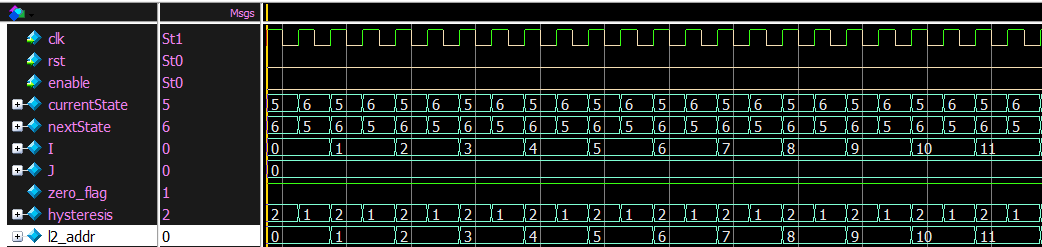 Msgs
clk St1
rst St0
enable St0
currentState 5 5 6 5 6 5 6 5 6 5 6 5 6 5 6 5 6 5 6 5 6 5 6 5 6
nextState 6 6 5 6 5 6 5 6 5 6 5 6 5 6 5 6 5 6 5 6 5 6 5 6 5
I 0 0 1 2 3 4 5 6 7 8 9 10 11
J 0 0
zero_flag 1
hysteresis 2 2 1 2 1 2 1 2 1 2 1 2 1 2 1 2 1 2 1 2 1 2 1 2 1
l2_addr 0 0 1 2 3 4 5 6 7 8 9 10 11